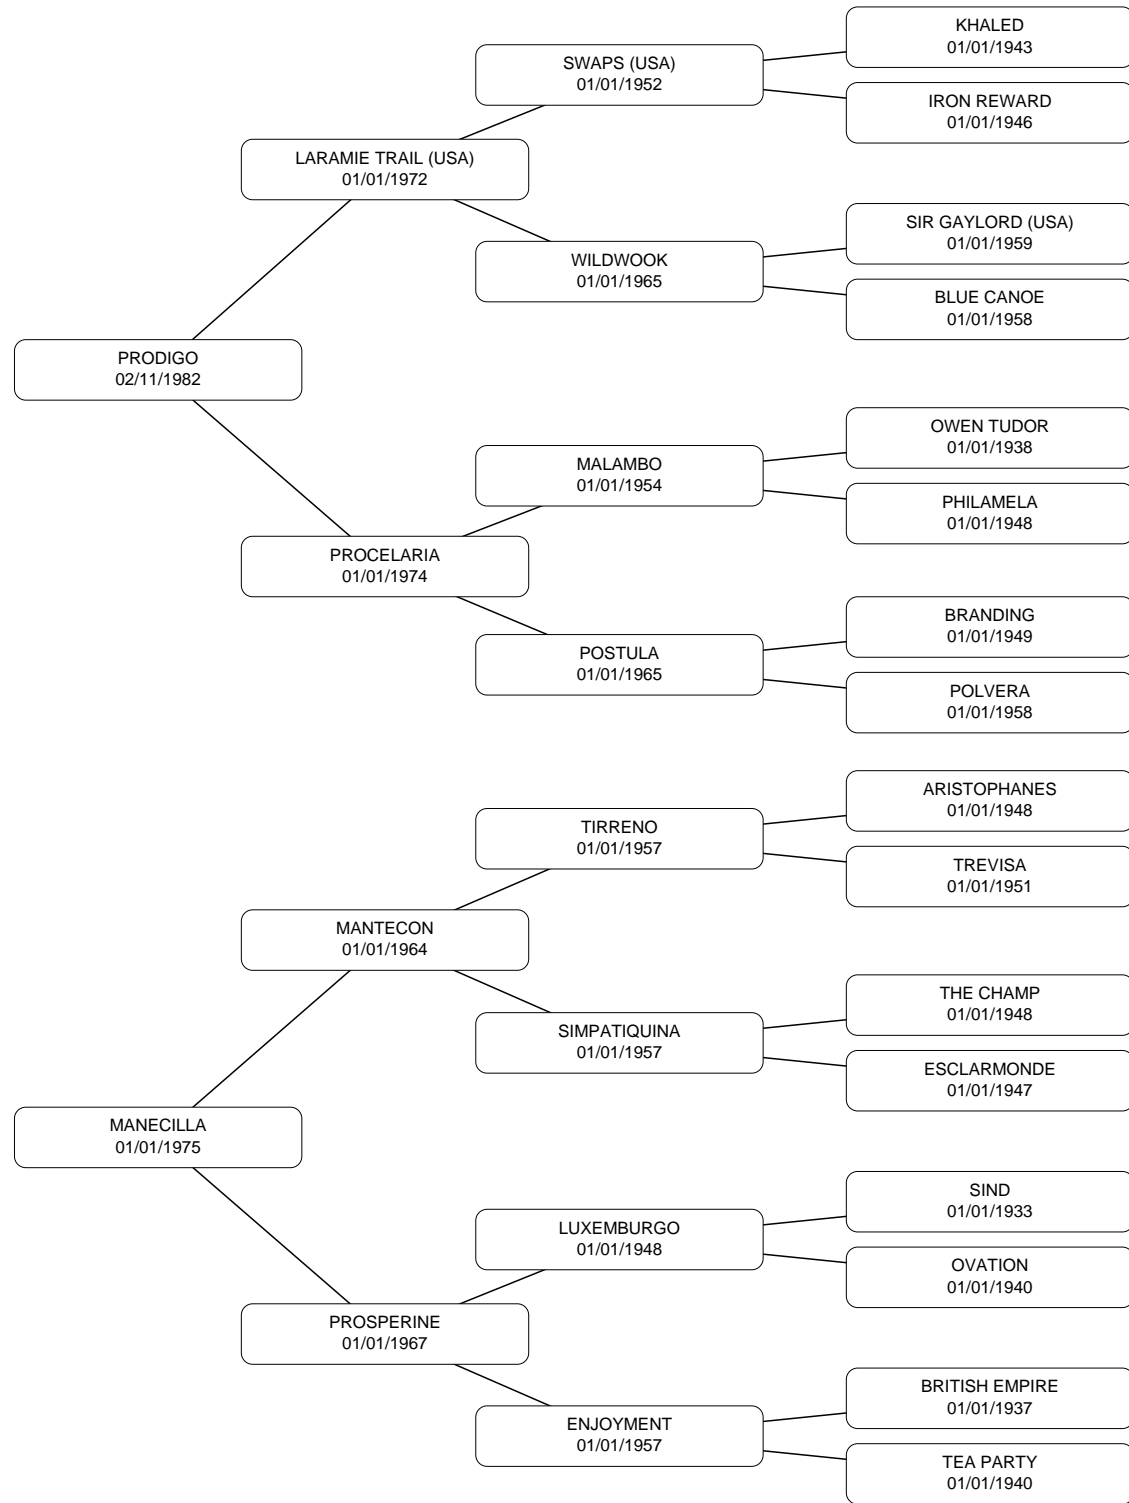 KHALED
01/01/1943
SWAPS (USA)
01/01/1952
IRON REWARD
01/01/1946
LARAMIE TRAIL (USA)
01/01/1972
SIR GAYLORD (USA)
01/01/1959
WILDWOOK
01/01/1965
BLUE CANOE
01/01/1958
PRODIGO
02/11/1982
OWEN TUDOR
01/01/1938
MALAMBO
01/01/1954
PHILAMELA
01/01/1948
PROCELARIA
01/01/1974
BRANDING
01/01/1949
POSTULA
01/01/1965
POLVERA
01/01/1958
ARISTOPHANES
01/01/1948
TIRRENO
01/01/1957
TREVISA
01/01/1951
MANTECON
01/01/1964
THE CHAMP
01/01/1948
SIMPATIQUINA
01/01/1957
ESCLARMONDE
01/01/1947
MANECILLA
01/01/1975
SIND
01/01/1933
LUXEMBURGO
01/01/1948
OVATION
01/01/1940
PROSPERINE
01/01/1967
BRITISH EMPIRE
01/01/1937
ENJOYMENT
01/01/1957
TEA PARTY
01/01/1940